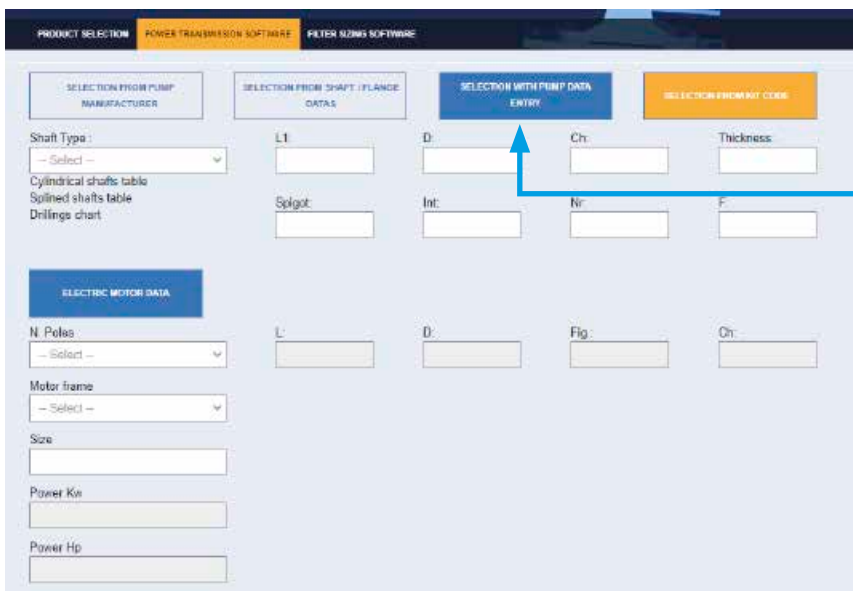 PRODUCT SELECTION POWER TRANSMISSION SOFTWARE FILTER SIZING SOFTWARE
SELECTION FROM PUMP MANUFACTURER
SELECTION FROM SHAFT / FLANGE DATAS
SELECTION WITH PUMP DATA ENTRY
SELECTION FROM KIT CODE
Shaft Type : L1: D: Ch: Thickness:
-- Select --
Cylindrical shafts table
Splined shafts table
Drillings chart
Spigot: Int: Nr: F:
ELECTRIC MOTOR DATA
N. Poles L: D: Fig.: Ch:
-- Select --
Motor frame
-- Select --
Size
Power Kw
Power Hp